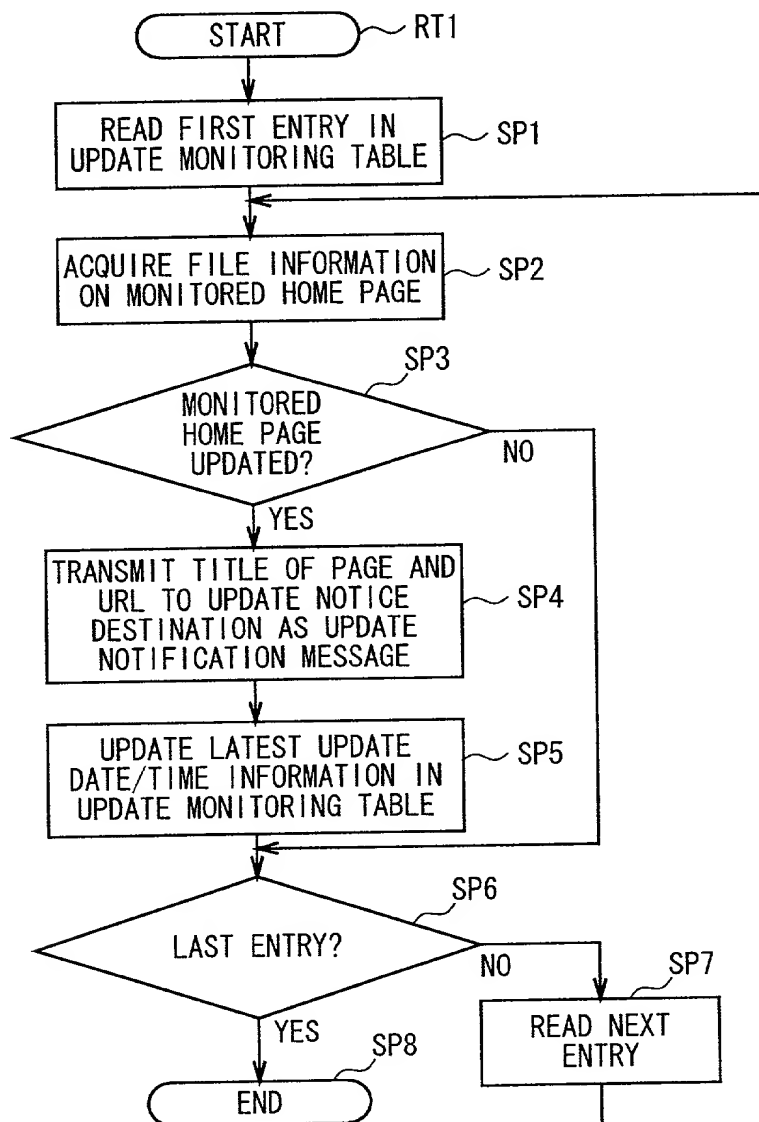 START
RT1
READ FIRST ENTRY IN
UPDATE MONITORING TABLE
SP1
ACQUIRE FILE INFORMATION
ON MONITORED HOME PAGE
SP2
SP3
MONITORED
HOME PAGE
UPDATED?
NO
YES
TRANSMIT TITLE OF PAGE AND
URL TO UPDATE NOTICE
DESTINATION AS UPDATE
NOTIFICATION MESSAGE
SP4
UPDATE LATEST UPDATE
DATE/TIME INFORMATION IN
UPDATE MONITORING TABLE
SP5
SP6
LAST ENTRY?
NO
YES
SP7
READ NEXT
ENTRY
SP8
END